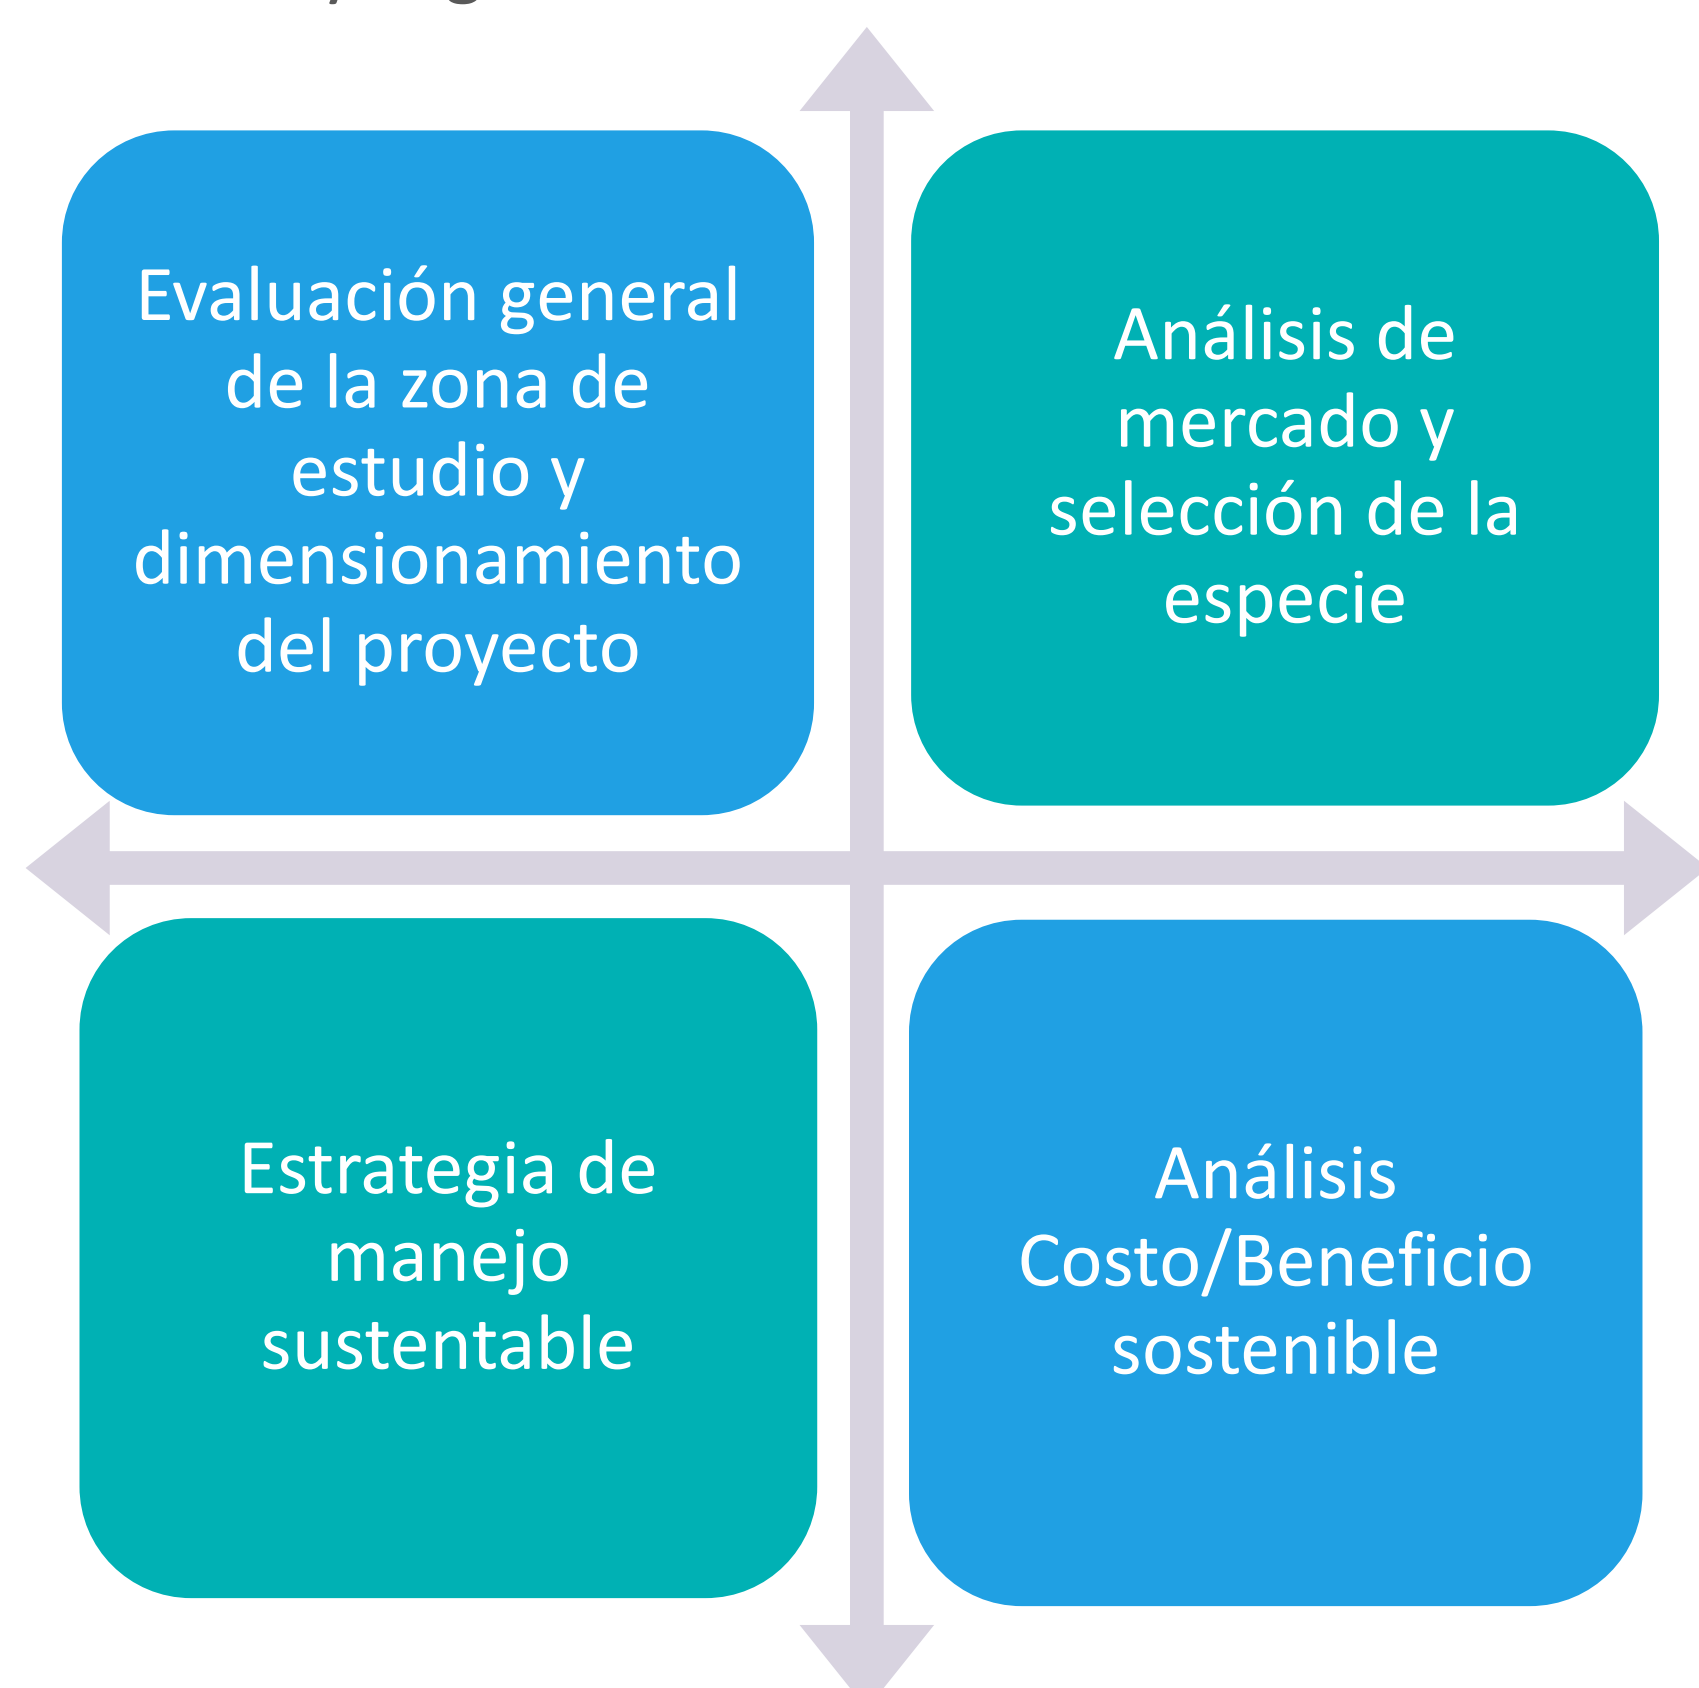 Evaluación general
de la zona de
estudio y
dimensionamiento
del proyecto
Análisis de
mercado y
selección de la
especie
Estrategia de
manejo
sustentable
Análisis
Costo/Beneficio
sostenible